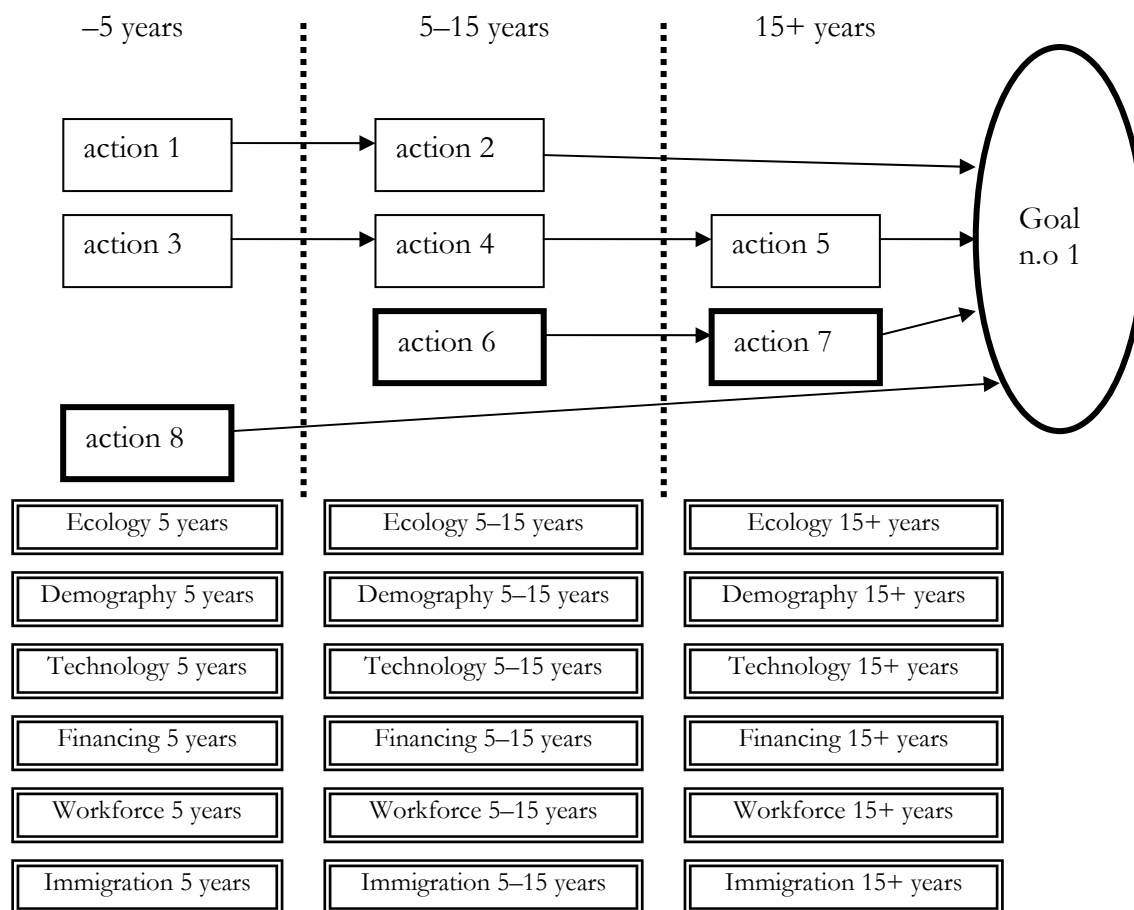 –5 years
5–15 years
15+ years
action 1
action 2
Goal
n.o 1
action 3
action 4
action 5
action 6
action 7
action 8
Ecology 5 years
Ecology 5–15 years
Ecology 15+ years
Demography 5 years
Demography 5–15 years
Demography 15+ years
Technology 5 years
Technology 5–15 years
Technology 15+ years
Financing 5 years
Financing 5–15 years
Financing 15+ years
Workforce 5 years
Workforce 5–15 years
Workforce 15+ years
Immigration 5 years
Immigration 5–15 years
Immigration 15+ years